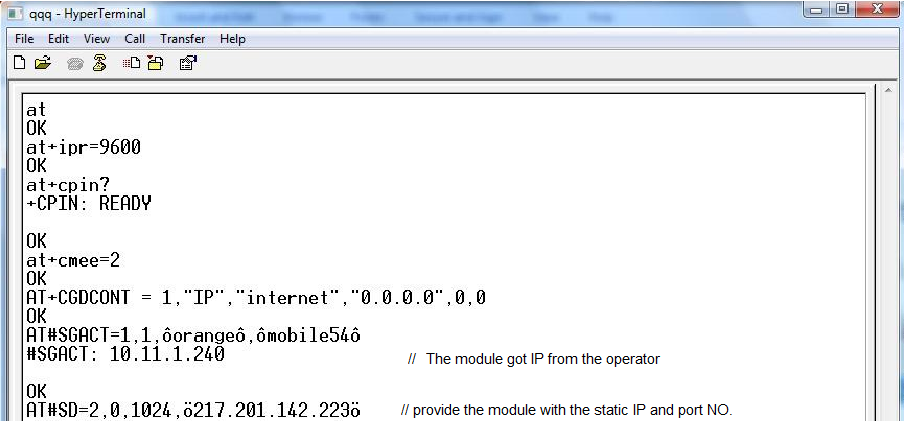 qqq - HyperTerminal
File Edit View Call Transfer Help
at
OK
at+ipr=9600
OK
at+cpin?
+CPIN: READY
OK
at+cmee=2
OK
AT+CGDCONT = 1,"IP","internet","0.0.0.0",0,0
OK
AT#SGACT=1,1,ôorangeô,ômobile54ô
#SGACT: 10.11.1.240 // The module got IP from the operator
OK
AT#SD=2,0,1024,ö217.201.142.223ö // provide the module with the static IP and port NO.